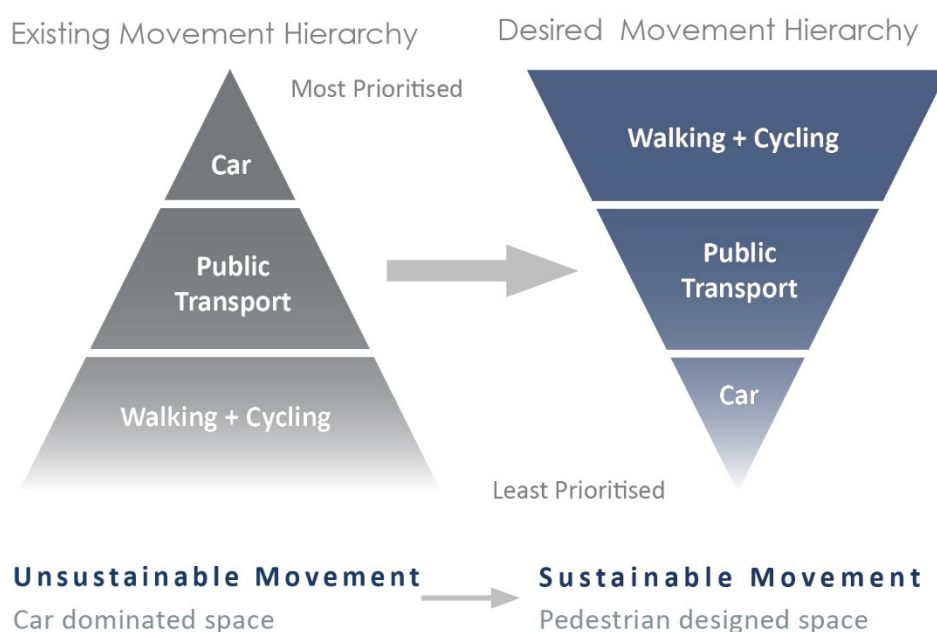 Existing Movement Hierarchy
Desired Movement Hierarchy
Most Prioritised
Car
Public
Transport
Walking + Cycling
Walking + Cycling
Public
Transport
Car
Least Prioritised
Unsustainable Movement
Car dominated space
Sustainable Movement
Pedestrian designed space